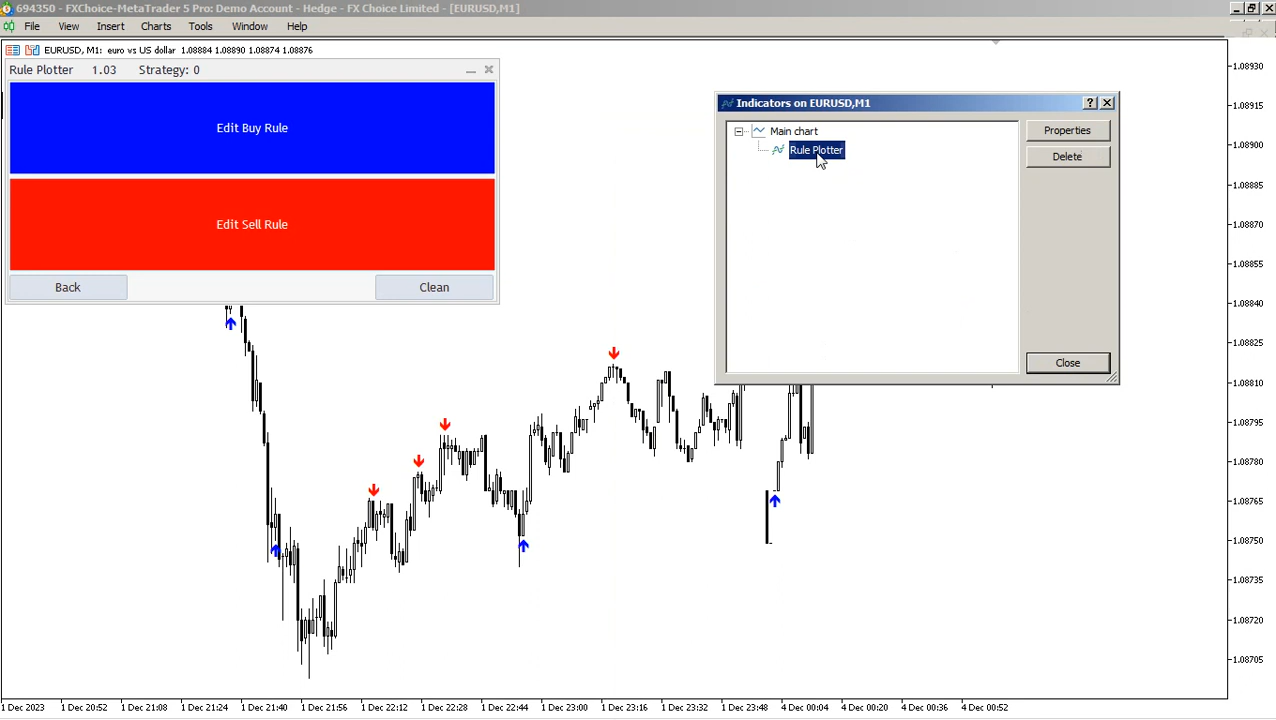 694350 - FXChoice-MetaTrader 5 Pro: Demo Account - Hedge - FX Choice Limited - [EURUSD,M1]
File View Insert Charts Tools Window Help
EURUSD, M1: euro vs US dollar 1.08884 1.08890 1.08874 1.08876
Rule Plotter 1.03 Strategy: 0
Edit Buy Rule
Edit Sell Rule
Back Clean
Indicators on EURUSD,M1
Main chart
Rule Plotter
Properties
Delete
Close
1.08930
1.08915
1.08900
1.08885
1.08870
1.08855
1.08840
1.08825
1.08810
1.08795
1.08780
1.08765
1.08750
1.08735
1.08720
1.08705
1 Dec 2023 1 Dec 20:52 1 Dec 21:08 1 Dec 21:24 1 Dec 21:40 1 Dec 21:56 1 Dec 22:12 1 Dec 22:28 1 Dec 22:44 1 Dec 23:00 1 Dec 23:16 1 Dec 23:32 1 Dec 23:48 4 Dec 00:04 4 Dec 00:20 4 Dec 00:36 4 Dec 00:52